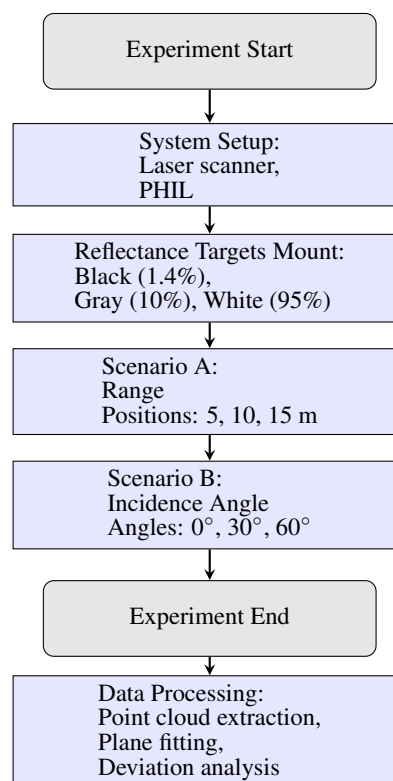 Experiment Start
System Setup:
Laser scanner,
PHIL
Reflectance Targets Mount:
Black (1.4%),
Gray (10%), White (95%)
Scenario A:
Range
Positions: 5, 10, 15 m
Scenario B:
Incidence Angle
Angles: 0°, 30°, 60°
Experiment End
Data Processing:
Point cloud extraction,
Plane fitting,
Deviation analysis